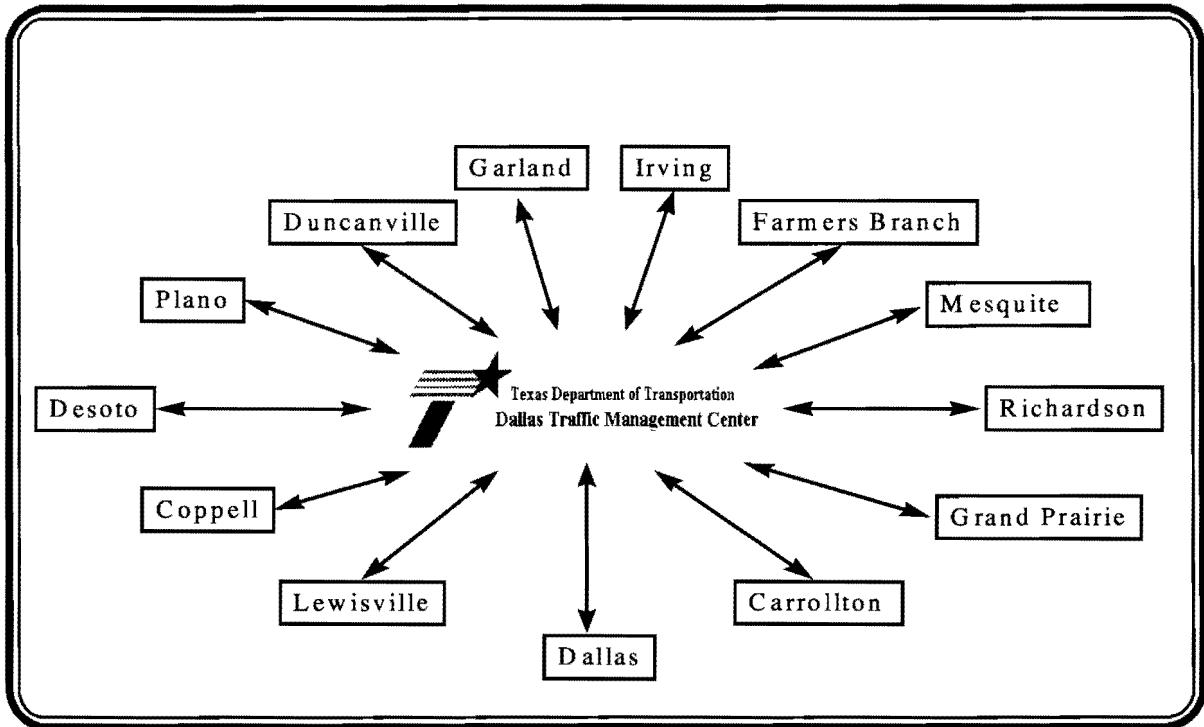 Garland
Irving
Duncanville
Farmers Branch
Plano
Mesquite
Texas Department of Transportation
Dallas Traffic Management Center
Desoto
Richardson
Coppell
Grand Prairie
Lewisville
Carrollton
Dallas